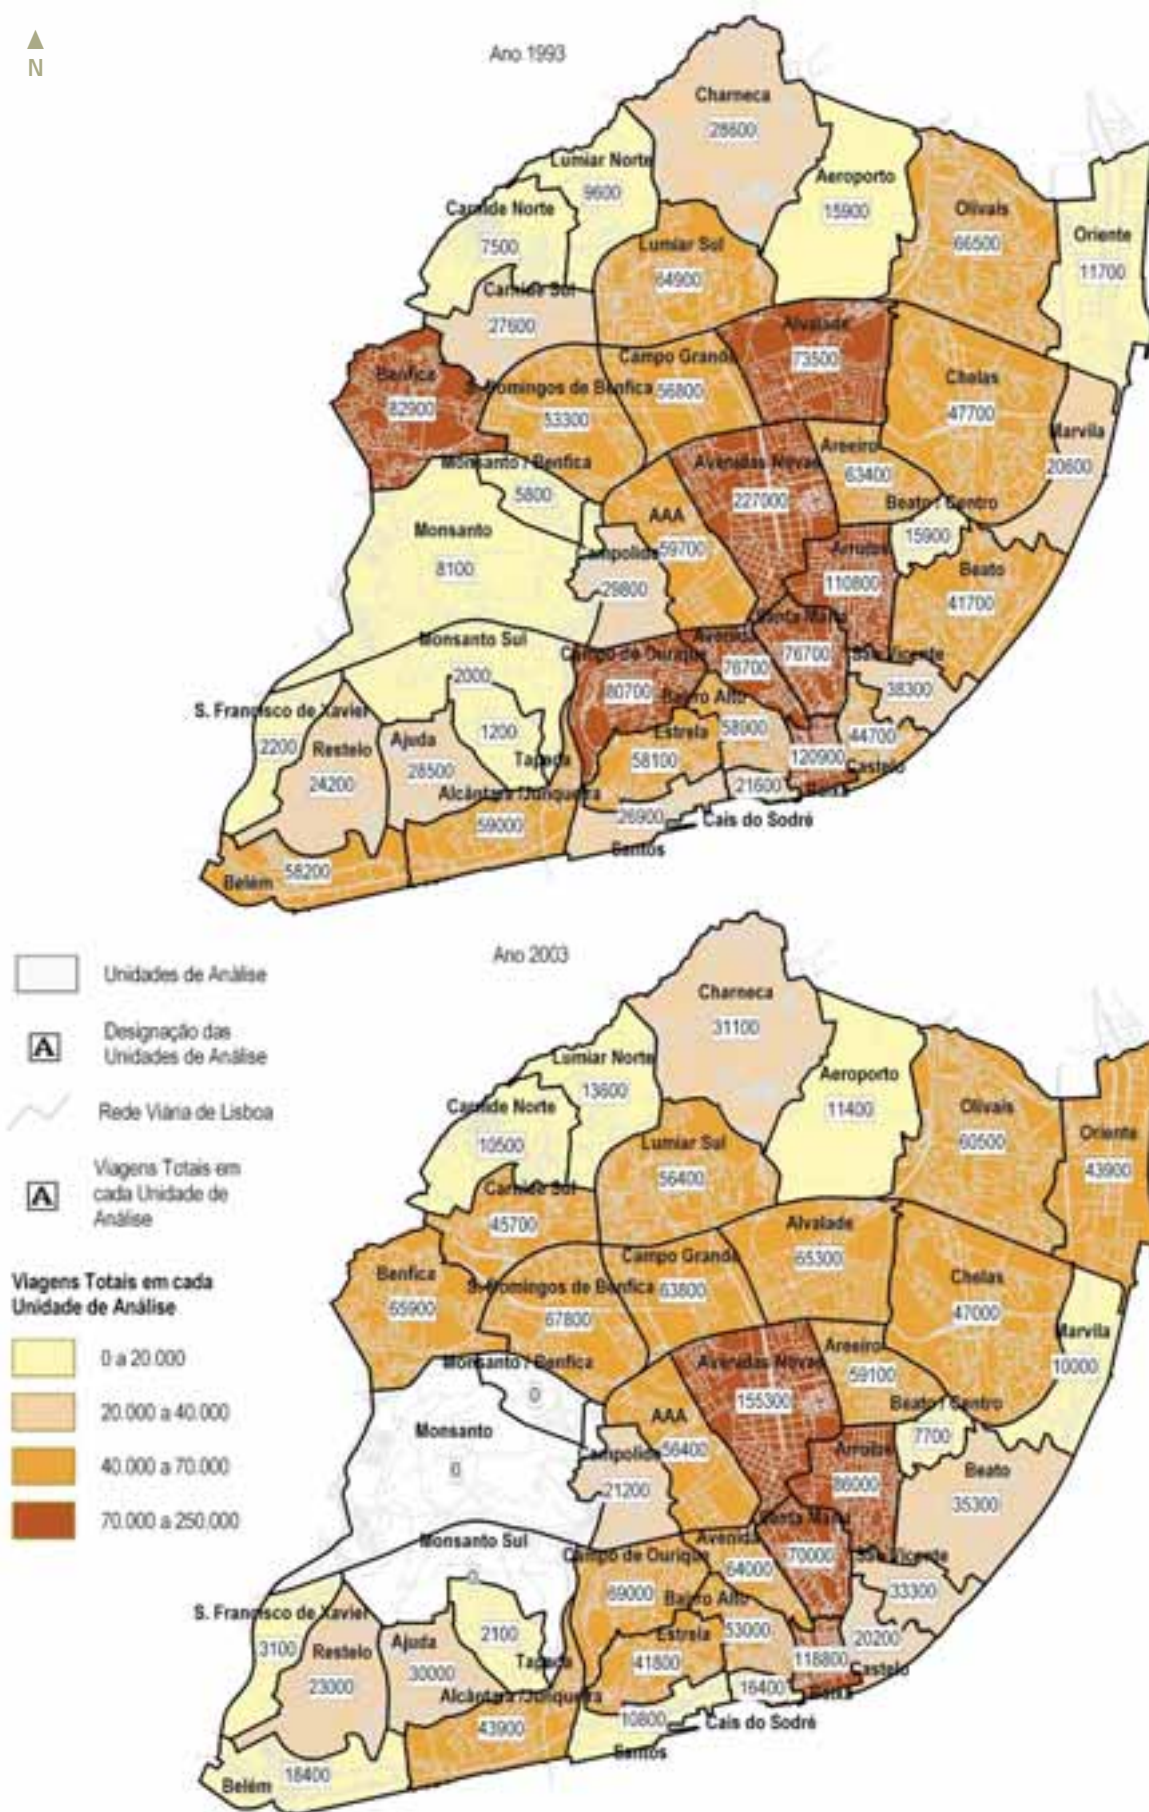 N
Ano 1993
Charneca
28600
Lumiar Norte
9600
Aeroporto
15900
Carnide Norte
7500
Olivais
66500
Oriente
11700
Lumiar Sul
64900
Carnide Sul
27600
Alvalade
73500
Campo Grande
56800
Benfica
82900
S. Domingos de Benfica
53300
Chelas
47700
Marvila
20600
Areeiro
63400
Avenidas Novas
227000
Monsanto / Benfica
5800
Beato / Centro
15900
AAA
59700
Monsanto
8100
Campolide
29800
Arroios
110800
Beato
41700
Santa Maria
76700
Avenida
76700
Monsanto Sul
2000
Campo de Ourique
80700
São Vicente
38300
Bairro Alto
58900
S. Francisco de Xavier
2200
Restelo
24200
Ajuda
28500
1200
Tapada
Estrela
58100
44700
Castelo
120900
Baixa
21600
Alcântara /Junqueira
59000
26900
Cais do Sodré
Santos
58200
Belém
Ano 2003
Unidades de Análise
A
Designação das
Unidades de Análise
Rede Viária de Lisboa
A
Viagens Totais em
cada Unidade de
Análise
Viagens Totais em cada
Unidade de Análise
0 a 20.000
20.000 a 40.000
40.000 a 70.000
70.000 a 250.000
Charneca
31100
Lumiar Norte
13600
Aeroporto
11400
Carnide Norte
10500
Olivais
60500
Oriente
43900
Lumiar Sul
56400
Carnide Sul
45700
Alvalade
65300
Campo Grande
63800
Benfica
65900
S. Domingos de Benfica
67800
Chelas
47000
Marvila
10000
Areeiro
59100
Avenidas Novas
155300
Monsanto / Benfica
0
Beato / Centro
7700
AAA
56400
Monsanto
0
Campolide
21200
Arroios
86000
Beato
35300
Santa Maria
70000
Avenida
64000
Monsanto Sul
0
Campo de Ourique
69000
São Vicente
33300
Bairro Alto
53000
S. Francisco de Xavier
3100
Restelo
23000
Ajuda
30000
2100
Tapada
Estrela
41800
20200
Castelo
118800
Baixa
16400
Alcântara /Junqueira
43900
10800
Cais do Sodré
Santos
18400
Belém